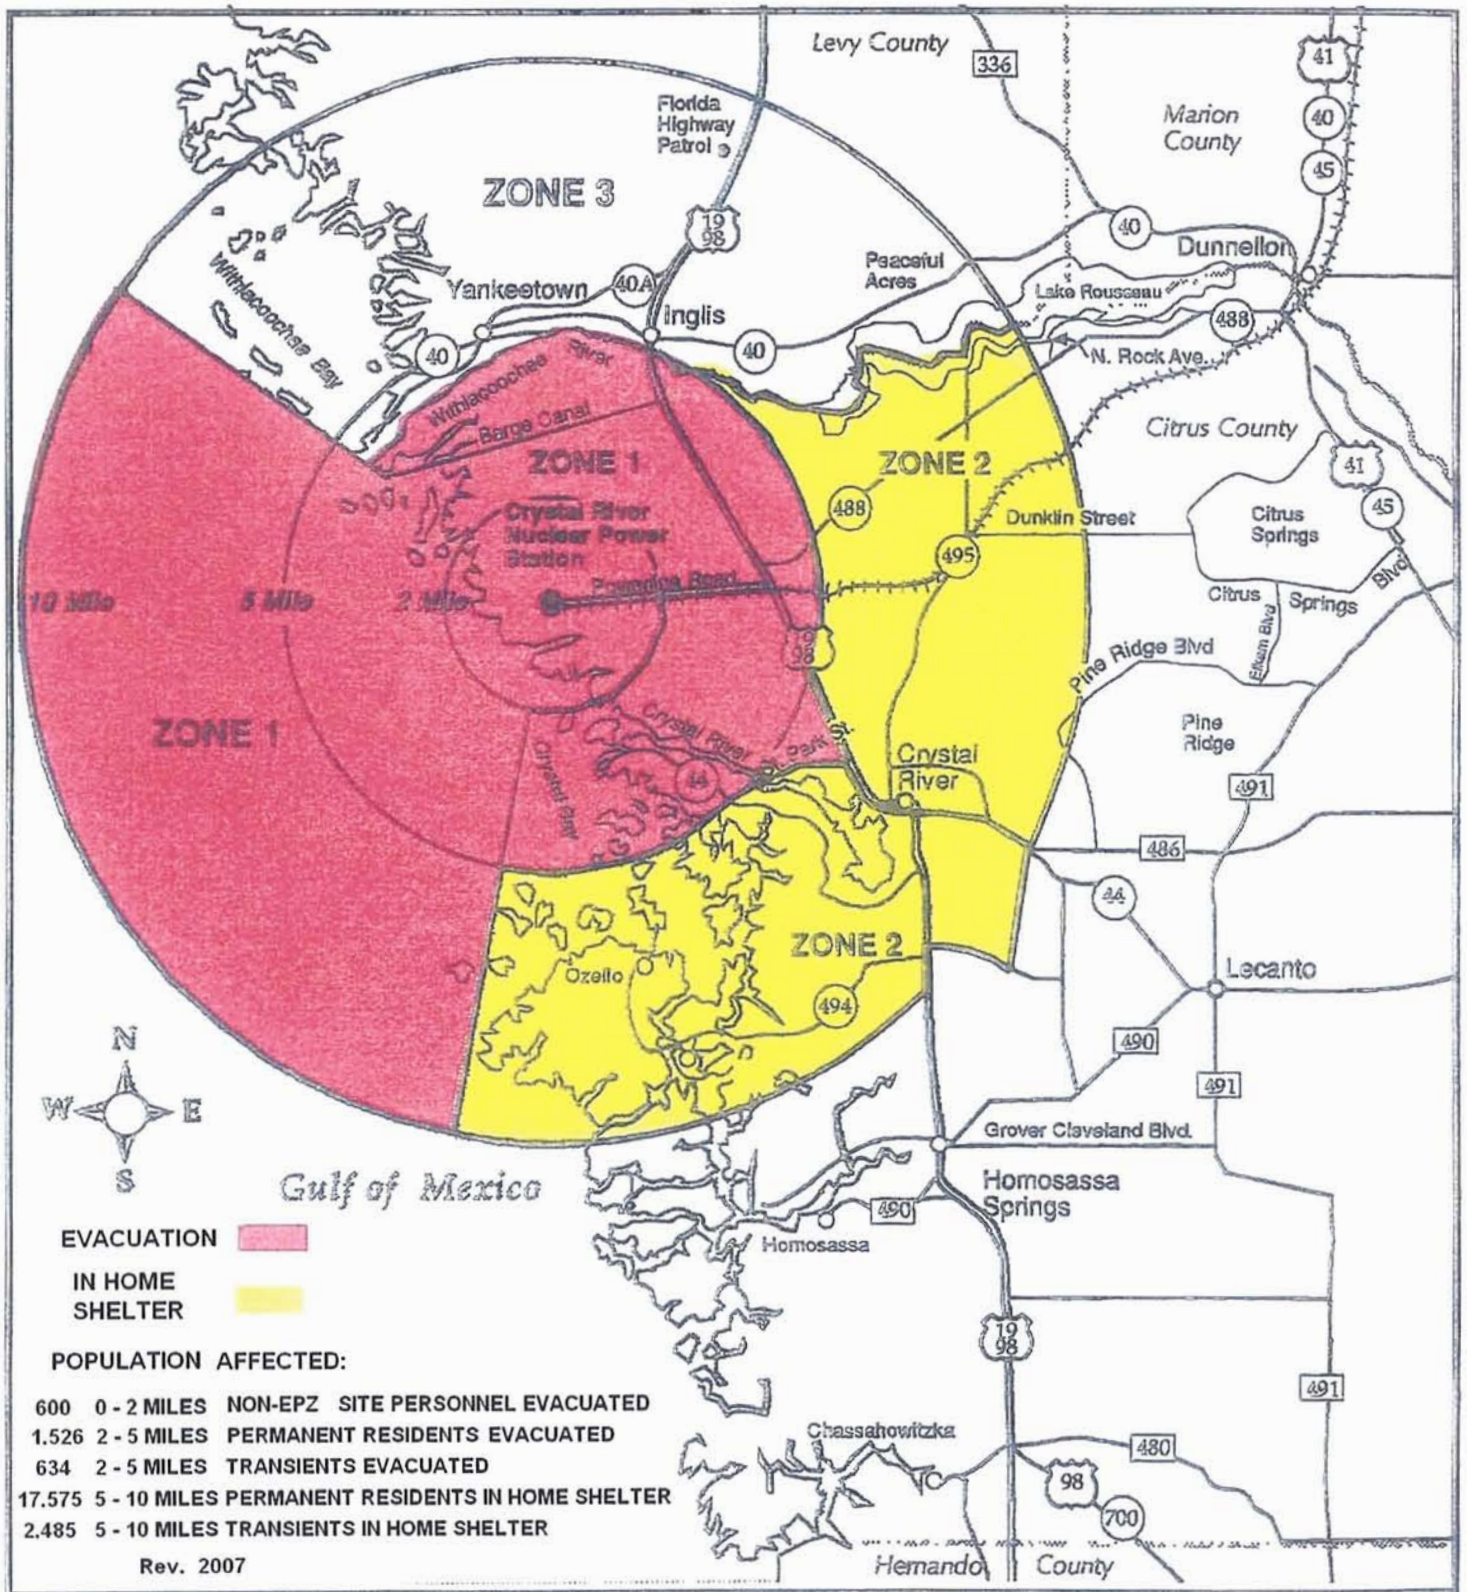 Levy County
336
41
Marion
County
40
45
Florida
Highway
Patrol
ZONE 3
19
98
40
Dunnellon
Peaceful
Acres
Lake Rousseau
Withlacoochee Bay
Yankeetown
40A
Inglis
40
40
488
N. Rock Ave.
Withlacoochee River
Barge Canal
ZONE 1
ZONE 2
Citrus County
41
45
Crystal River
Nuclear Power
Station
488
Dunklin Street
Citrus
Springs
495
10 Mile
5 Mile
2 Mile
Powerline Road
Citrus Springs Blvd
Elkcam Blvd
98
Pine Ridge Blvd
ZONE 1
Crystal River
Park St.
Pine
Ridge
Crystal Bay
44
Crystal
River
491
486
44
ZONE 2
Ozello
494
Lecanto
490
491
N
W E
S
Grover Cleveland Blvd.
Gulf of Mexico
Homosassa
Springs
490
Homosassa
EVACUATION
IN HOME
SHELTER
19
98
POPULATION AFFECTED:
491
600 0 - 2 MILES NON-EPZ SITE PERSONNEL EVACUATED
1.526 2 - 5 MILES PERMANENT RESIDENTS EVACUATED
634 2 - 5 MILES TRANSIENTS EVACUATED
17.575 5 - 10 MILES PERMANENT RESIDENTS IN HOME SHELTER
2.485 5 - 10 MILES TRANSIENTS IN HOME SHELTER
Rev. 2007
Chassahowitzka
480
98
700
Hernando County